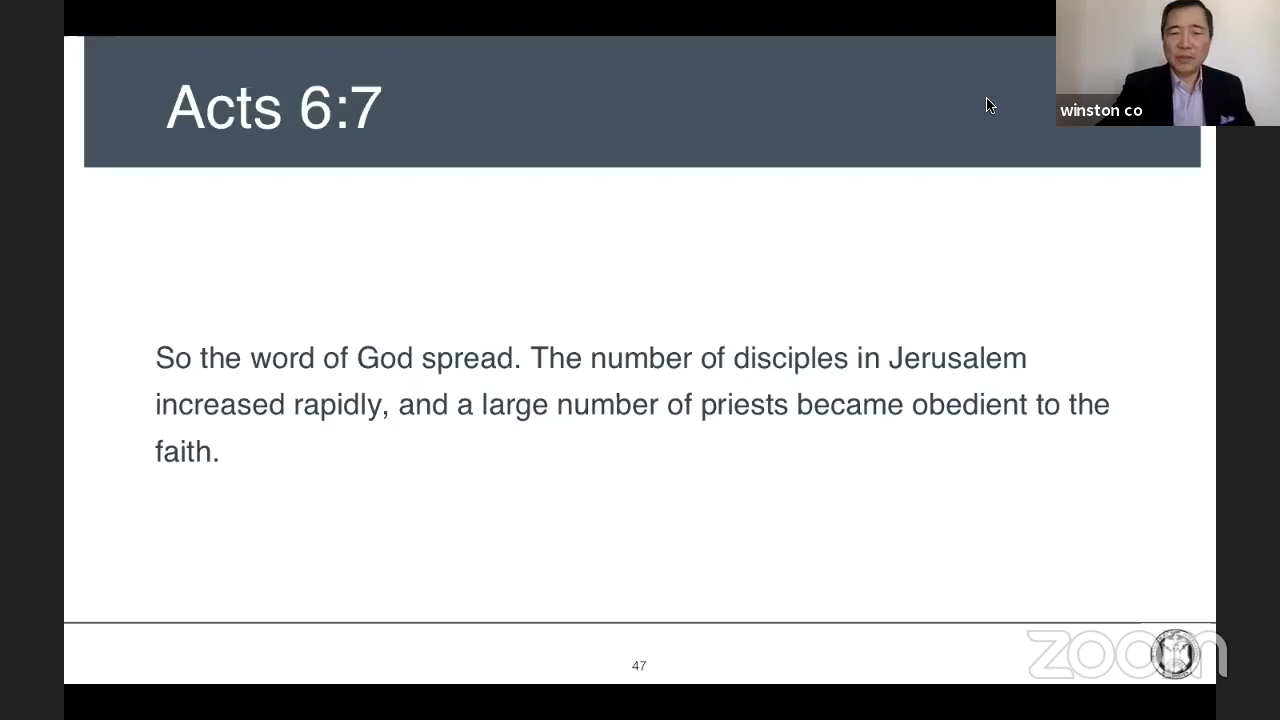 Acts 6:7
winston co
So the word of God spread. The number of disciples in Jerusalem
increased rapidly, and a large number of priests became obedient to the
faith.
47
zoom